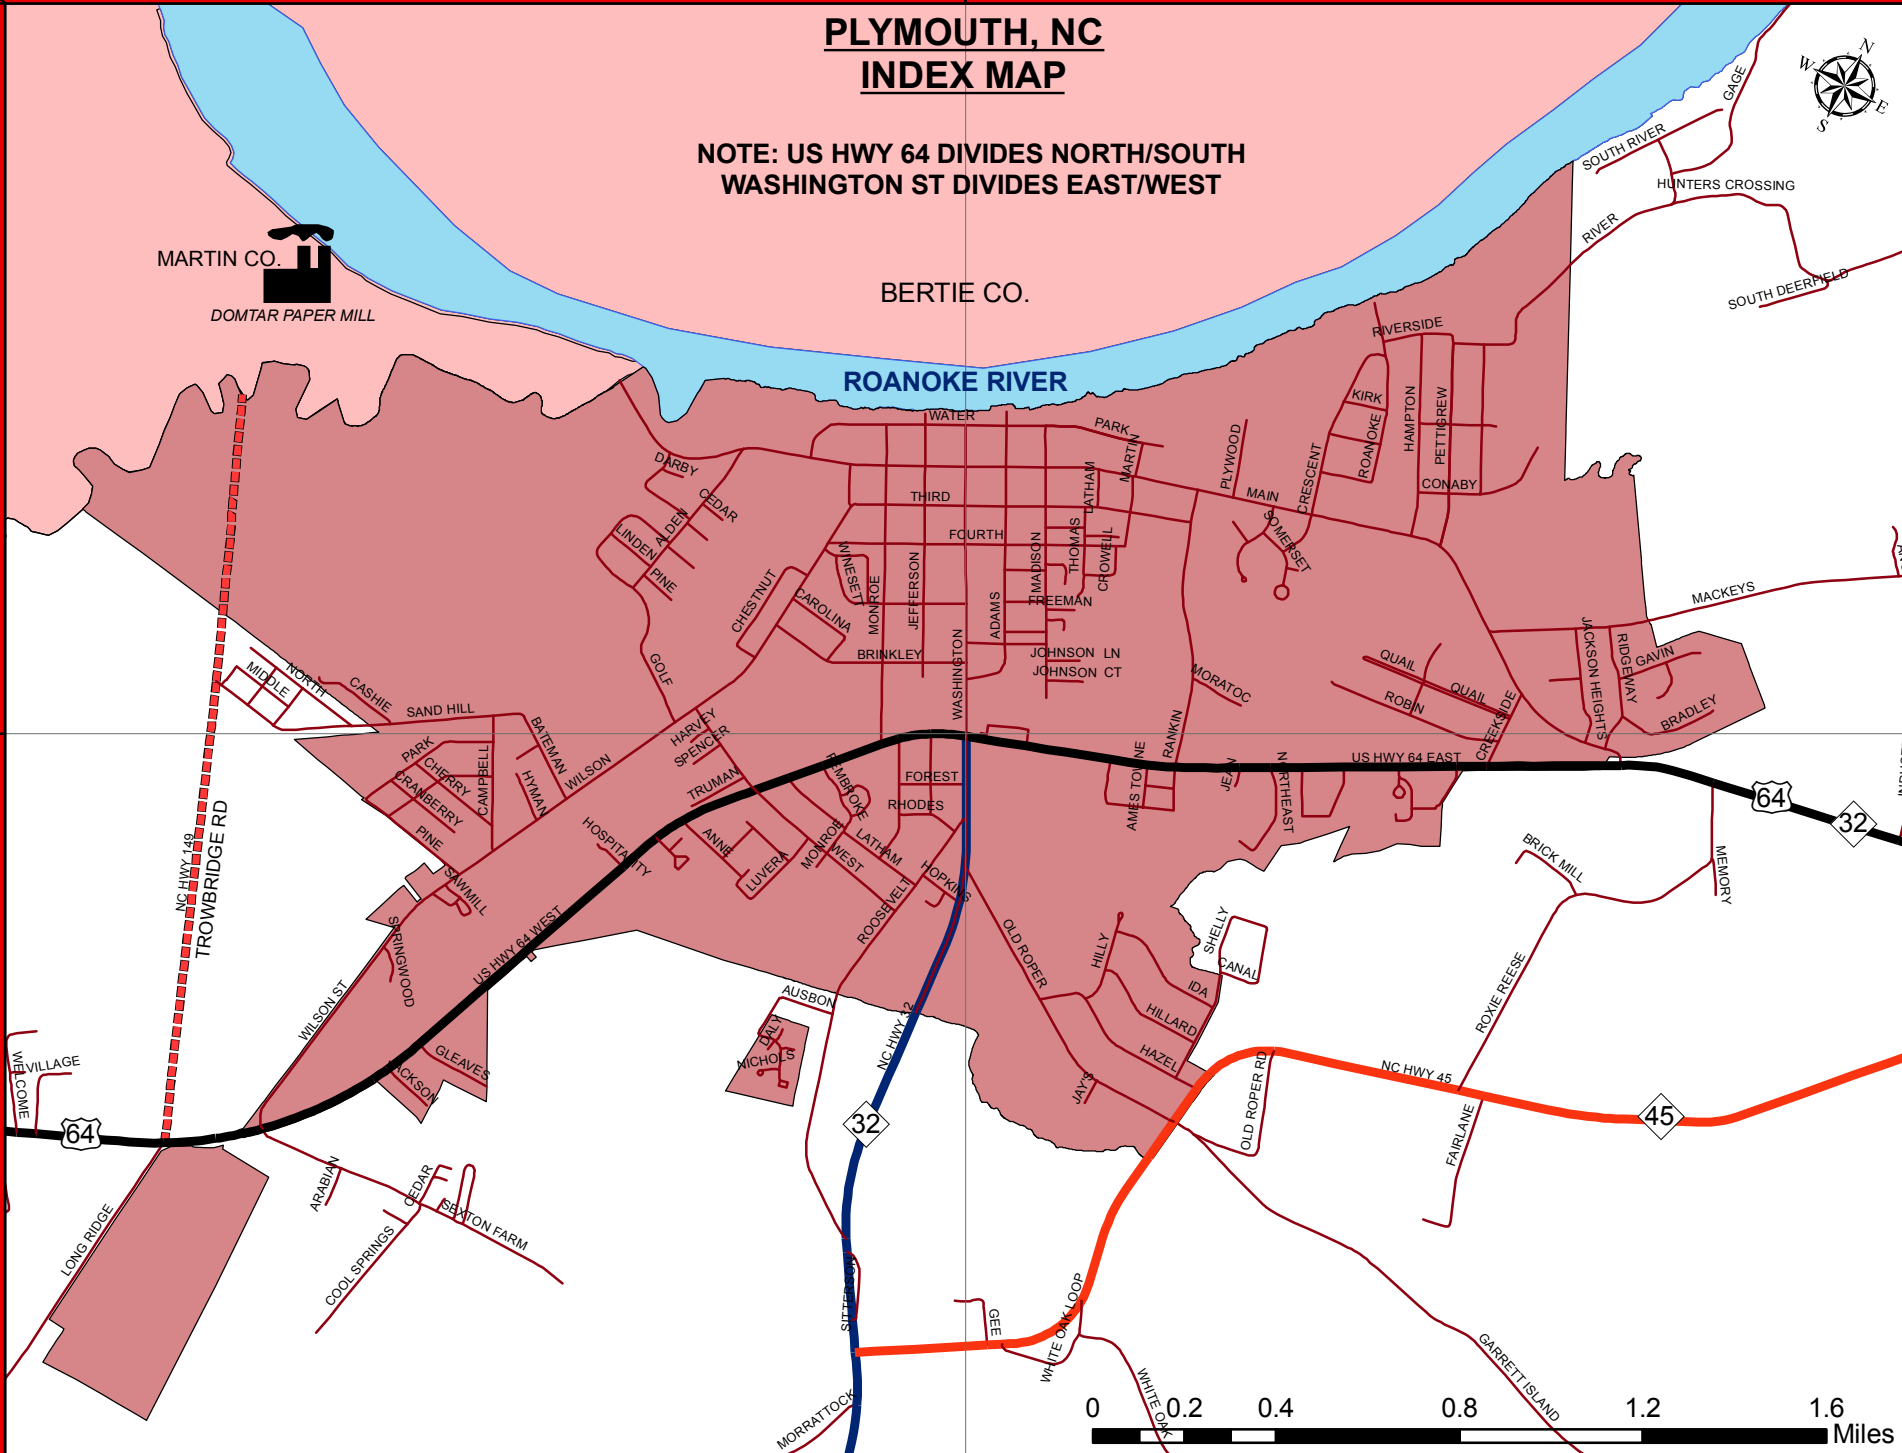 PLYMOUTH, NC
INDEX MAP
NOTE: US HWY 64 DIVIDES NORTH/SOUTH
WASHINGTON ST DIVIDES EAST/WEST
N
W
E
S
GAGE
SOUTH RIVER
HUNTERS CROSSING
RIVER
SOUTH DEERFIELD
MARTIN CO.
DOMTAR PAPER MILL
BERTIE CO.
ROANOKE RIVER
RIVERSIDE
KIRK
ROANOKE
HAMPTON
PETTIGREW
CONABY
CRESCENT
PLYWOOD
MAIN
SOMERSET
WATER
PARK
MARTIN
LATHAM
THIRD
FOURTH
THOMAS
CROWELL
MADISON
FREEMAN
ADAMS
JOHNSON LN
JOHNSON CT
WASHINGTON
JEFFERSON
MONROE
WINESETT
CAROLINA
BRINKLEY
CHESTNUT
DARBY
CEDAR
ALDEN
LINDEN
PINE
GOLF
MORATOC
RANKIN
QUAIL
QUAIL
ROBIN
CREEKSIDE
MACKEYS
JACKSON HEIGHTS
RIDGEWAY
GAVIN
BRADLEY
MIDDLE
NORTH
CASHIE
SAND HILL
BATEMAN
PARK
CHERRY
CRANBERRY
CAMPBELL
HYMAN
WILSON
PINE
SAWMILL
SPRINGWOOD
HARVEY
SPENCER
TRUMAN
PEMBROKE
FOREST
RHODES
HOSPITALITY
ANNE
LUVERA
MONROE
WEST
LATHAM
HOPKINS
ROOSEVELT
AMES TOWNE
JEAN
NORTHEAST
US HWY 64 EAST
64
32
MEMORY
BRICK MILL
ROXIE REESE
NC HWY 149
TROWBRIDGE RD
US HWY 64 WEST
WILSON ST
OLD ROPER
HILLY
SHELLY
CANAL
IDA
HILLARD
HAZEL
JAY'S
OLD ROPER RD
NC HWY 45
45
FAIRLANE
AUSBON
DALY
NICHOLS
NC HWY 32
32
GLEAVES
JACKSON
WELCOME
VILLAGE
64
ARABIAN
CEDAR
SEXTON FARM
COOL SPRINGS
LONG RIDGE
SITTERSON
GEE
WHITE OAK LOOP
WHITE OAK
GARRETT ISLAND
MORRATTOCK
0 0.2 0.4 0.8 1.2 1.6
Miles